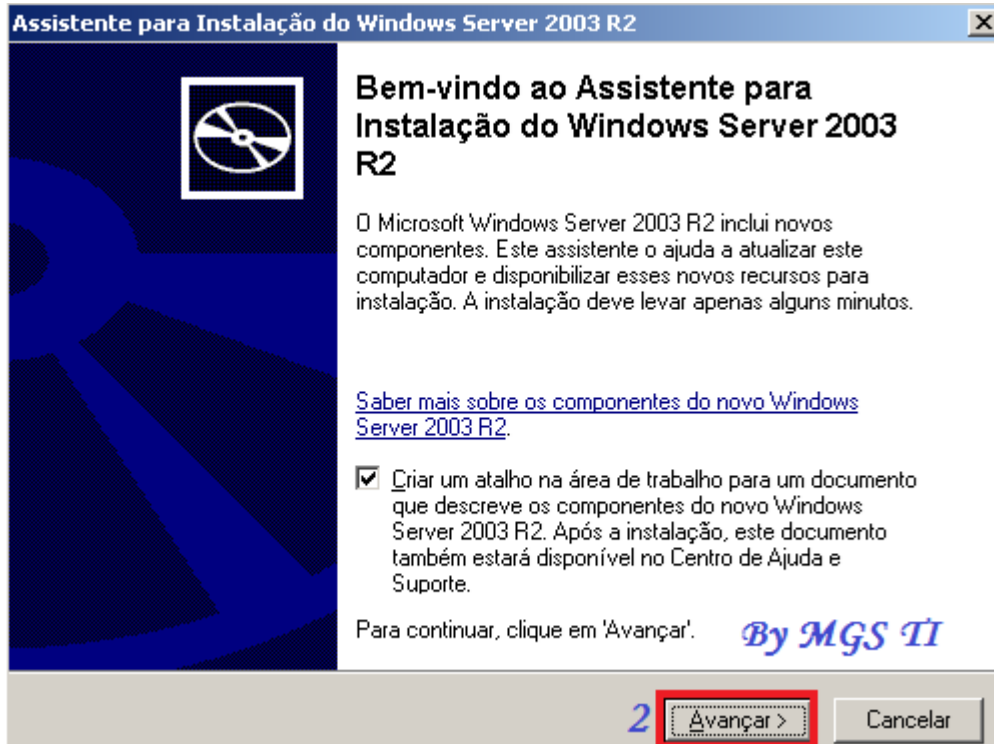 Assistente para Instalação do Windows Server 2003 R2
Bem-vindo ao Assistente para
Instalação do Windows Server 2003
R2
O Microsoft Windows Server 2003 R2 inclui novos
componentes. Este assistente o ajuda a atualizar este
computador e disponibilizar esses novos recursos para
instalação. A instalação deve levar apenas alguns minutos.
Saber mais sobre os componentes do novo Windows
Server 2003 R2.
Criar um atalho na área de trabalho para um documento
que descreve os componentes do novo Windows
Server 2003 R2. Após a instalação, este documento
também estará disponível no Centro de Ajuda e
Suporte.
Para continuar, clique em 'Avançar'.
By MGS TI
2 Avançar > Cancelar